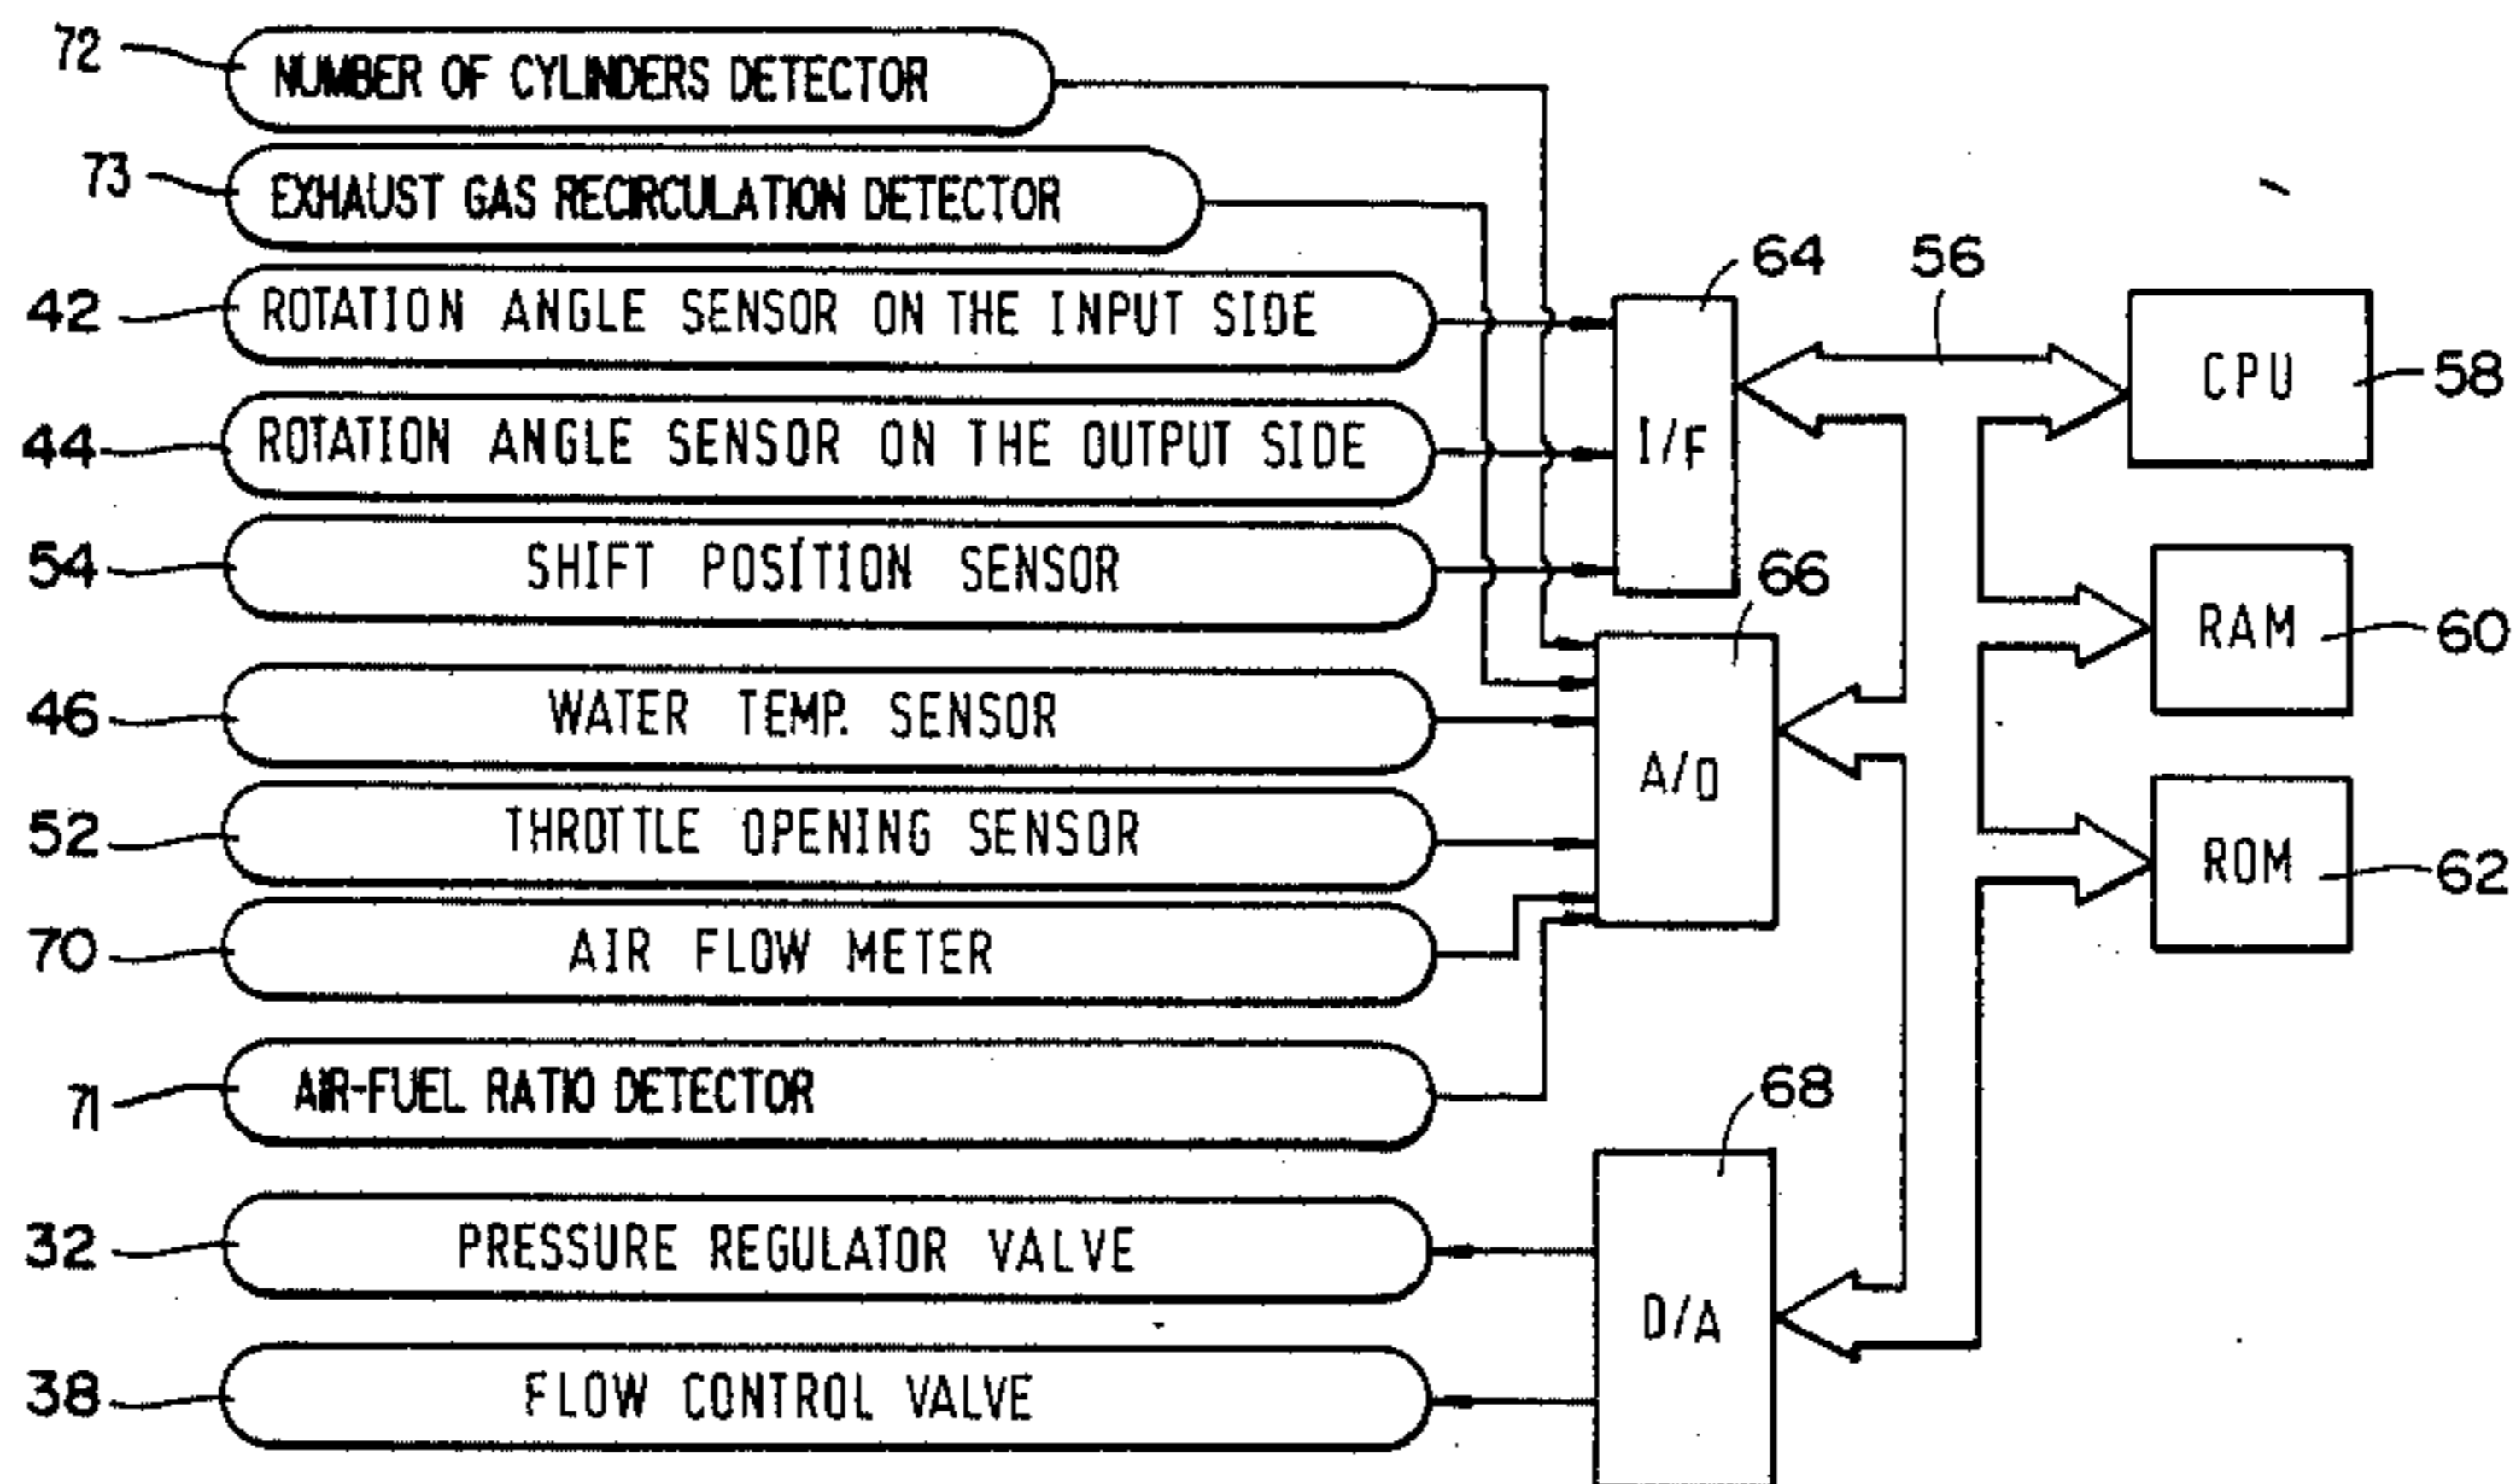 72 NUMBER OF CYLINDERS DETECTOR
73 EXHAUST GAS RECIRCULATION DETECTOR
42 ROTATION ANGLE SENSOR ON THE INPUT SIDE
44 ROTATION ANGLE SENSOR ON THE OUTPUT SIDE
54 SHIFT POSITION SENSOR
46 WATER TEMP. SENSOR
52 THROTTLE OPENING SENSOR
70 AIR FLOW METER
71 AIR-FUEL RATIO DETECTOR
32 PRESSURE REGULATOR VALVE
38 FLOW CONTROL VALVE
64
I/F
66
A/D
68
D/A
56
CPU 58
RAM 60
ROM 62